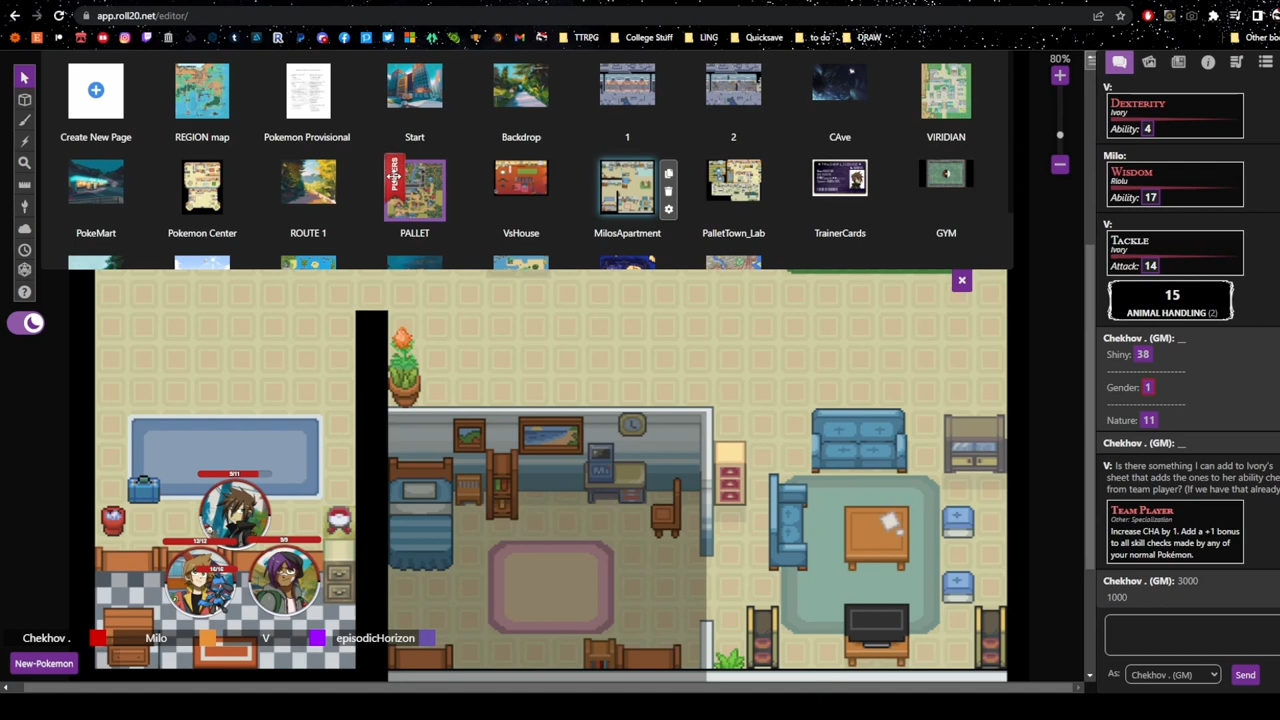 app.roll20.net/editor/
TTRPG
College Stuff
LING
Quicksave
to do
DRAW
Other boo
80%
Create New Page
REGION map
Pokemon Provisional
Start
Backdrop
1
2
CAve
VIRIDIAN
PLAYERS
PokeMart
Pokemon Center
ROUTE 1
PALLET
VsHouse
MilosApartment
PalletTown_Lab
TrainerCards
GYM
9/11
12/12
9/9
16/16
Chekhov .
Milo
V
episodicHorizon
New-Pokemon
V:
DEXTERITY
Ivory
Ability: 4
Milo:
WISDOM
Riolu
Ability: 17
V:
TACKLE
Ivory
Attack: 14
15
ANIMAL HANDLING (2)
Chekhov . (GM): __
Shiny: 38
----------------------
Gender: 1
----------------------
Nature: 11
Chekhov . (GM): __
V: Is there something I can add to Ivory's
sheet that adds the ones to her ability che
from team player? (If we have that already
TEAM PLAYER
Other: Specialization
Increase CHA by 1. Add a +1 bonus
to all skill checks made by any of
your normal Pokémon.
Chekhov . (GM): 3000
1000
As:
Chekhov . (GM)
Send